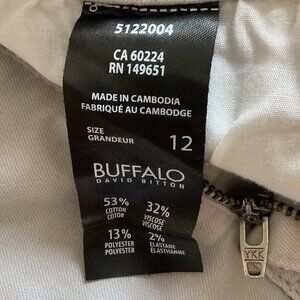 5122004
CA 60224
RN 149651
MADE IN CAMBODIA
FABRIQUÉ AU CAMBODGE
SIZE
GRANDEUR 12
BUFFALO
DAVID BITTON
53% 32%
COTTON VISCOSE
COTON VISCOSE
13% 2%
POLYESTER ELASTANE
POLYESTER ÉLASTHANNE
YKK